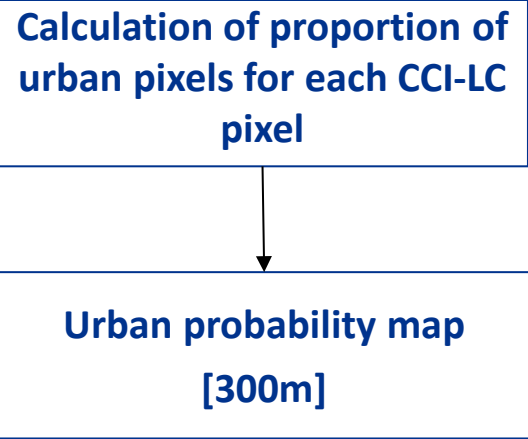 Calculation of proportion of
urban pixels for each CCI-LC
pixel
Urban probability map
[300m]